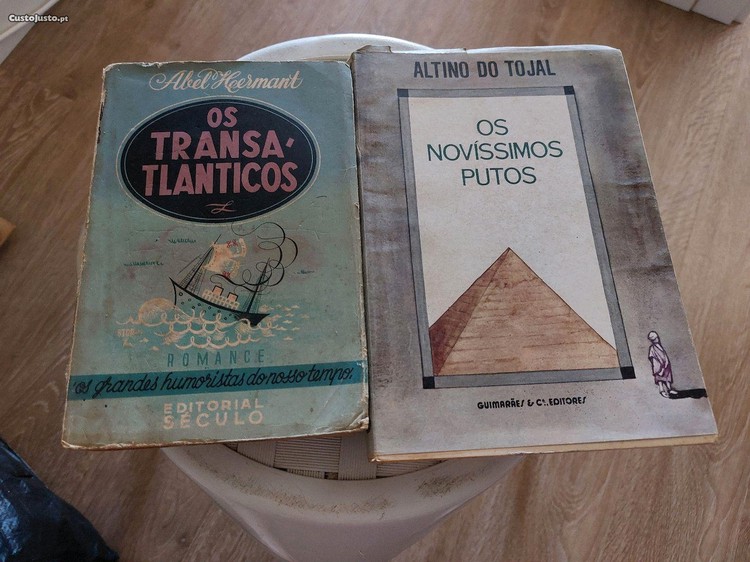 CustoJusto.pt
Abel Hermant
OS
TRANSA-
TLANTICOS
ROMANCE
os grandes humoristas do nosso tempo
EDITORIAL
SÉCULO
ALTINO DO TOJAL
OS
NOVÍSSIMOS
PUTOS
GUIMARÃES & Cª. EDITORES